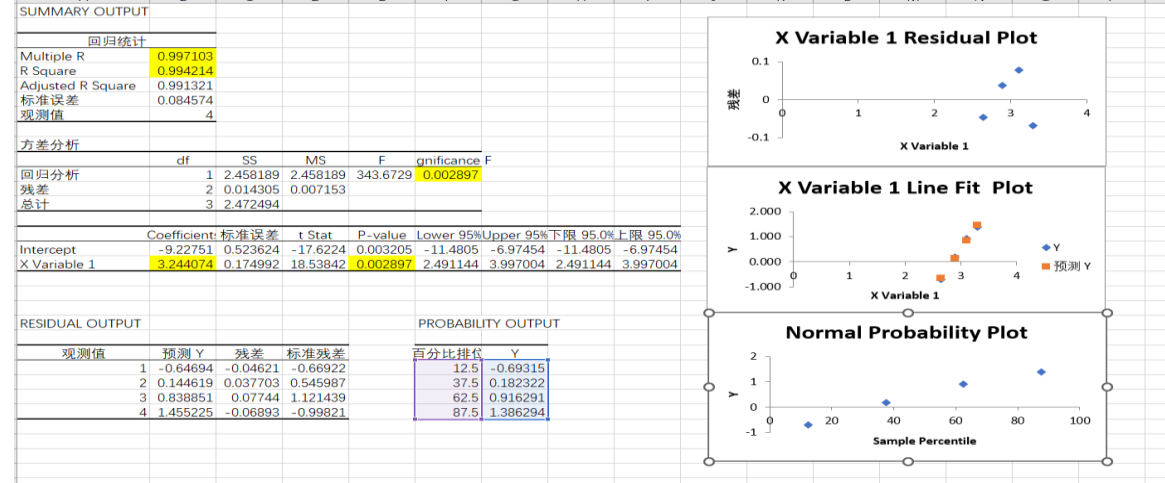 SUMMARY OUTPUT
回归统计
Multiple R 0.997103
R Square 0.994214
Adjusted R Square 0.991321
标准误差 0.084574
观测值 4
方差分析
df SS MS F gnificance F
回归分析 1 2.458189 2.458189 343.6729 0.002897
残差 2 0.014305 0.007153
总计 3 2.472494
Coefficient: 标准误差 t Stat P-value Lower 95% Upper 95% 下限 95.0% 上限 95.0%
Intercept -9.22751 0.523624 -17.6224 0.003205 -11.4805 -6.97454 -11.4805 -6.97454
X Variable 1 3.244074 0.174992 18.53842 0.002897 2.491144 3.997004 2.491144 3.997004
RESIDUAL OUTPUT PROBABILITY OUTPUT
观测值 预测 Y 残差 标准残差 百分比排位 Y
1 -0.64694 -0.04621 -0.66922 12.5 -0.69315
2 0.144619 0.037703 0.545987 37.5 0.182322
3 0.838851 0.07744 1.121439 62.5 0.916291
4 1.455225 -0.06893 -0.99821 87.5 1.386294
X Variable 1 Residual Plot
0.1
0
-0.1
残差
0 1 2 3 4
X Variable 1
X Variable 1 Line Fit Plot
2.000
1.000
0.000
-1.000
Y
0 1 2 3 4
X Variable 1
Y
预测 Y
Normal Probability Plot
2
1
0
-1
Y
0 20 40 60 80 100
Sample Percentile